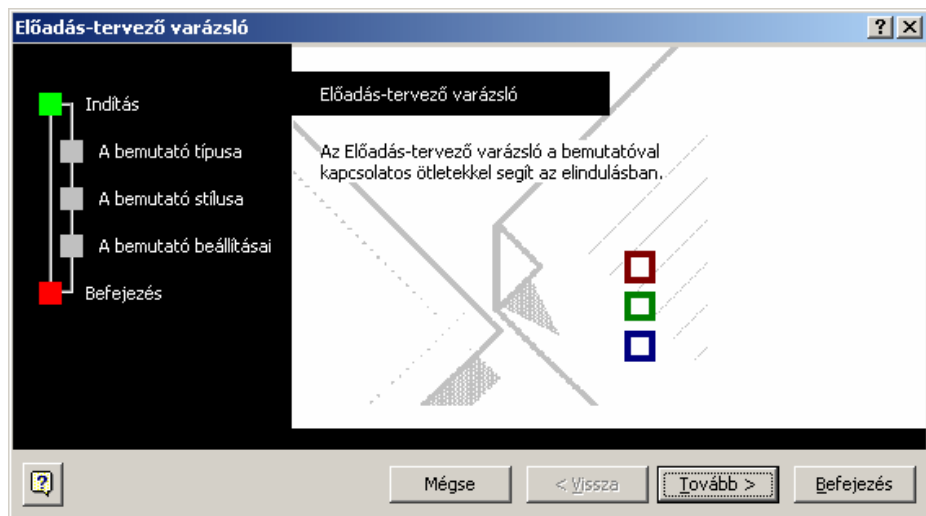 Előadás-tervező varázsló
Indítás
A bemutató típusa
A bemutató stílusa
A bemutató beállításai
Befejezés
Előadás-tervező varázsló
Az Előadás-tervező varázsló a bemutatóval
kapcsolatos ötletekkel segít az elindulásban.
Mégse
< Vissza
Tovább >
Befejezés